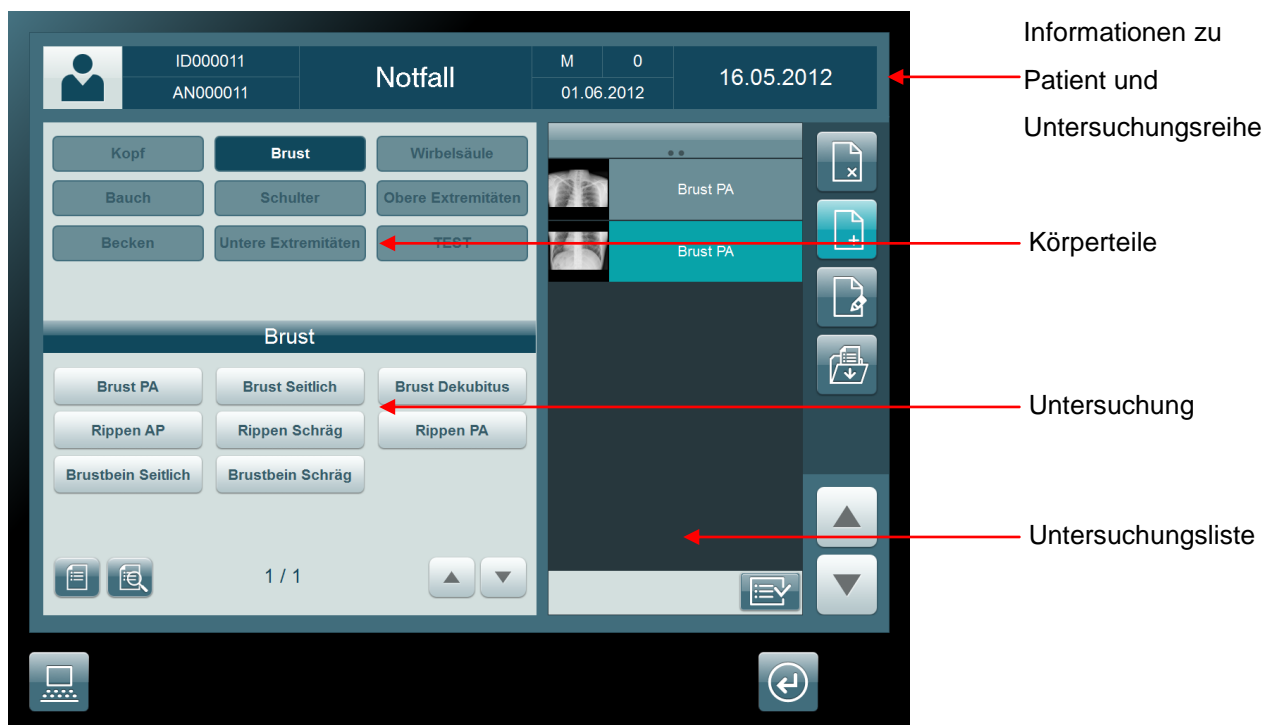 Informationen zu
Patient und
Untersuchungsreihe
ID000011
AN000011
Notfall
M 0
01.06.2012
16.05.2012
Kopf Brust Wirbelsäule
Bauch Schulter Obere Extremitäten
Becken Untere Extremitäten TEST
Brust PA
Brust PA
Körperteile
Brust
Brust PA Brust Seitlich Brust Dekubitus
Rippen AP Rippen Schräg Rippen PA
Brustbein Seitlich Brustbein Schräg
Untersuchung
1 / 1
Untersuchungsliste